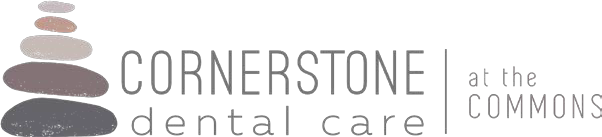 CORNERSTONE
dental care
at the
COMMONS